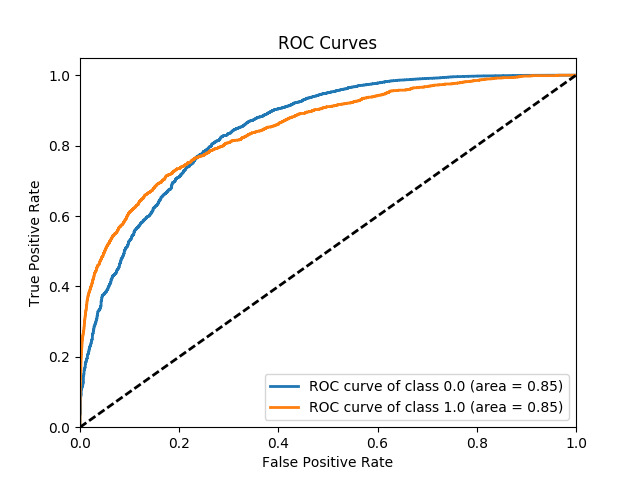 ROC Curves
True Positive Rate
1.0
0.8
0.6
0.4
0.2
0.0
0.0 0.2 0.4 0.6 0.8 1.0
False Positive Rate
ROC curve of class 0.0 (area = 0.85)
ROC curve of class 1.0 (area = 0.85)